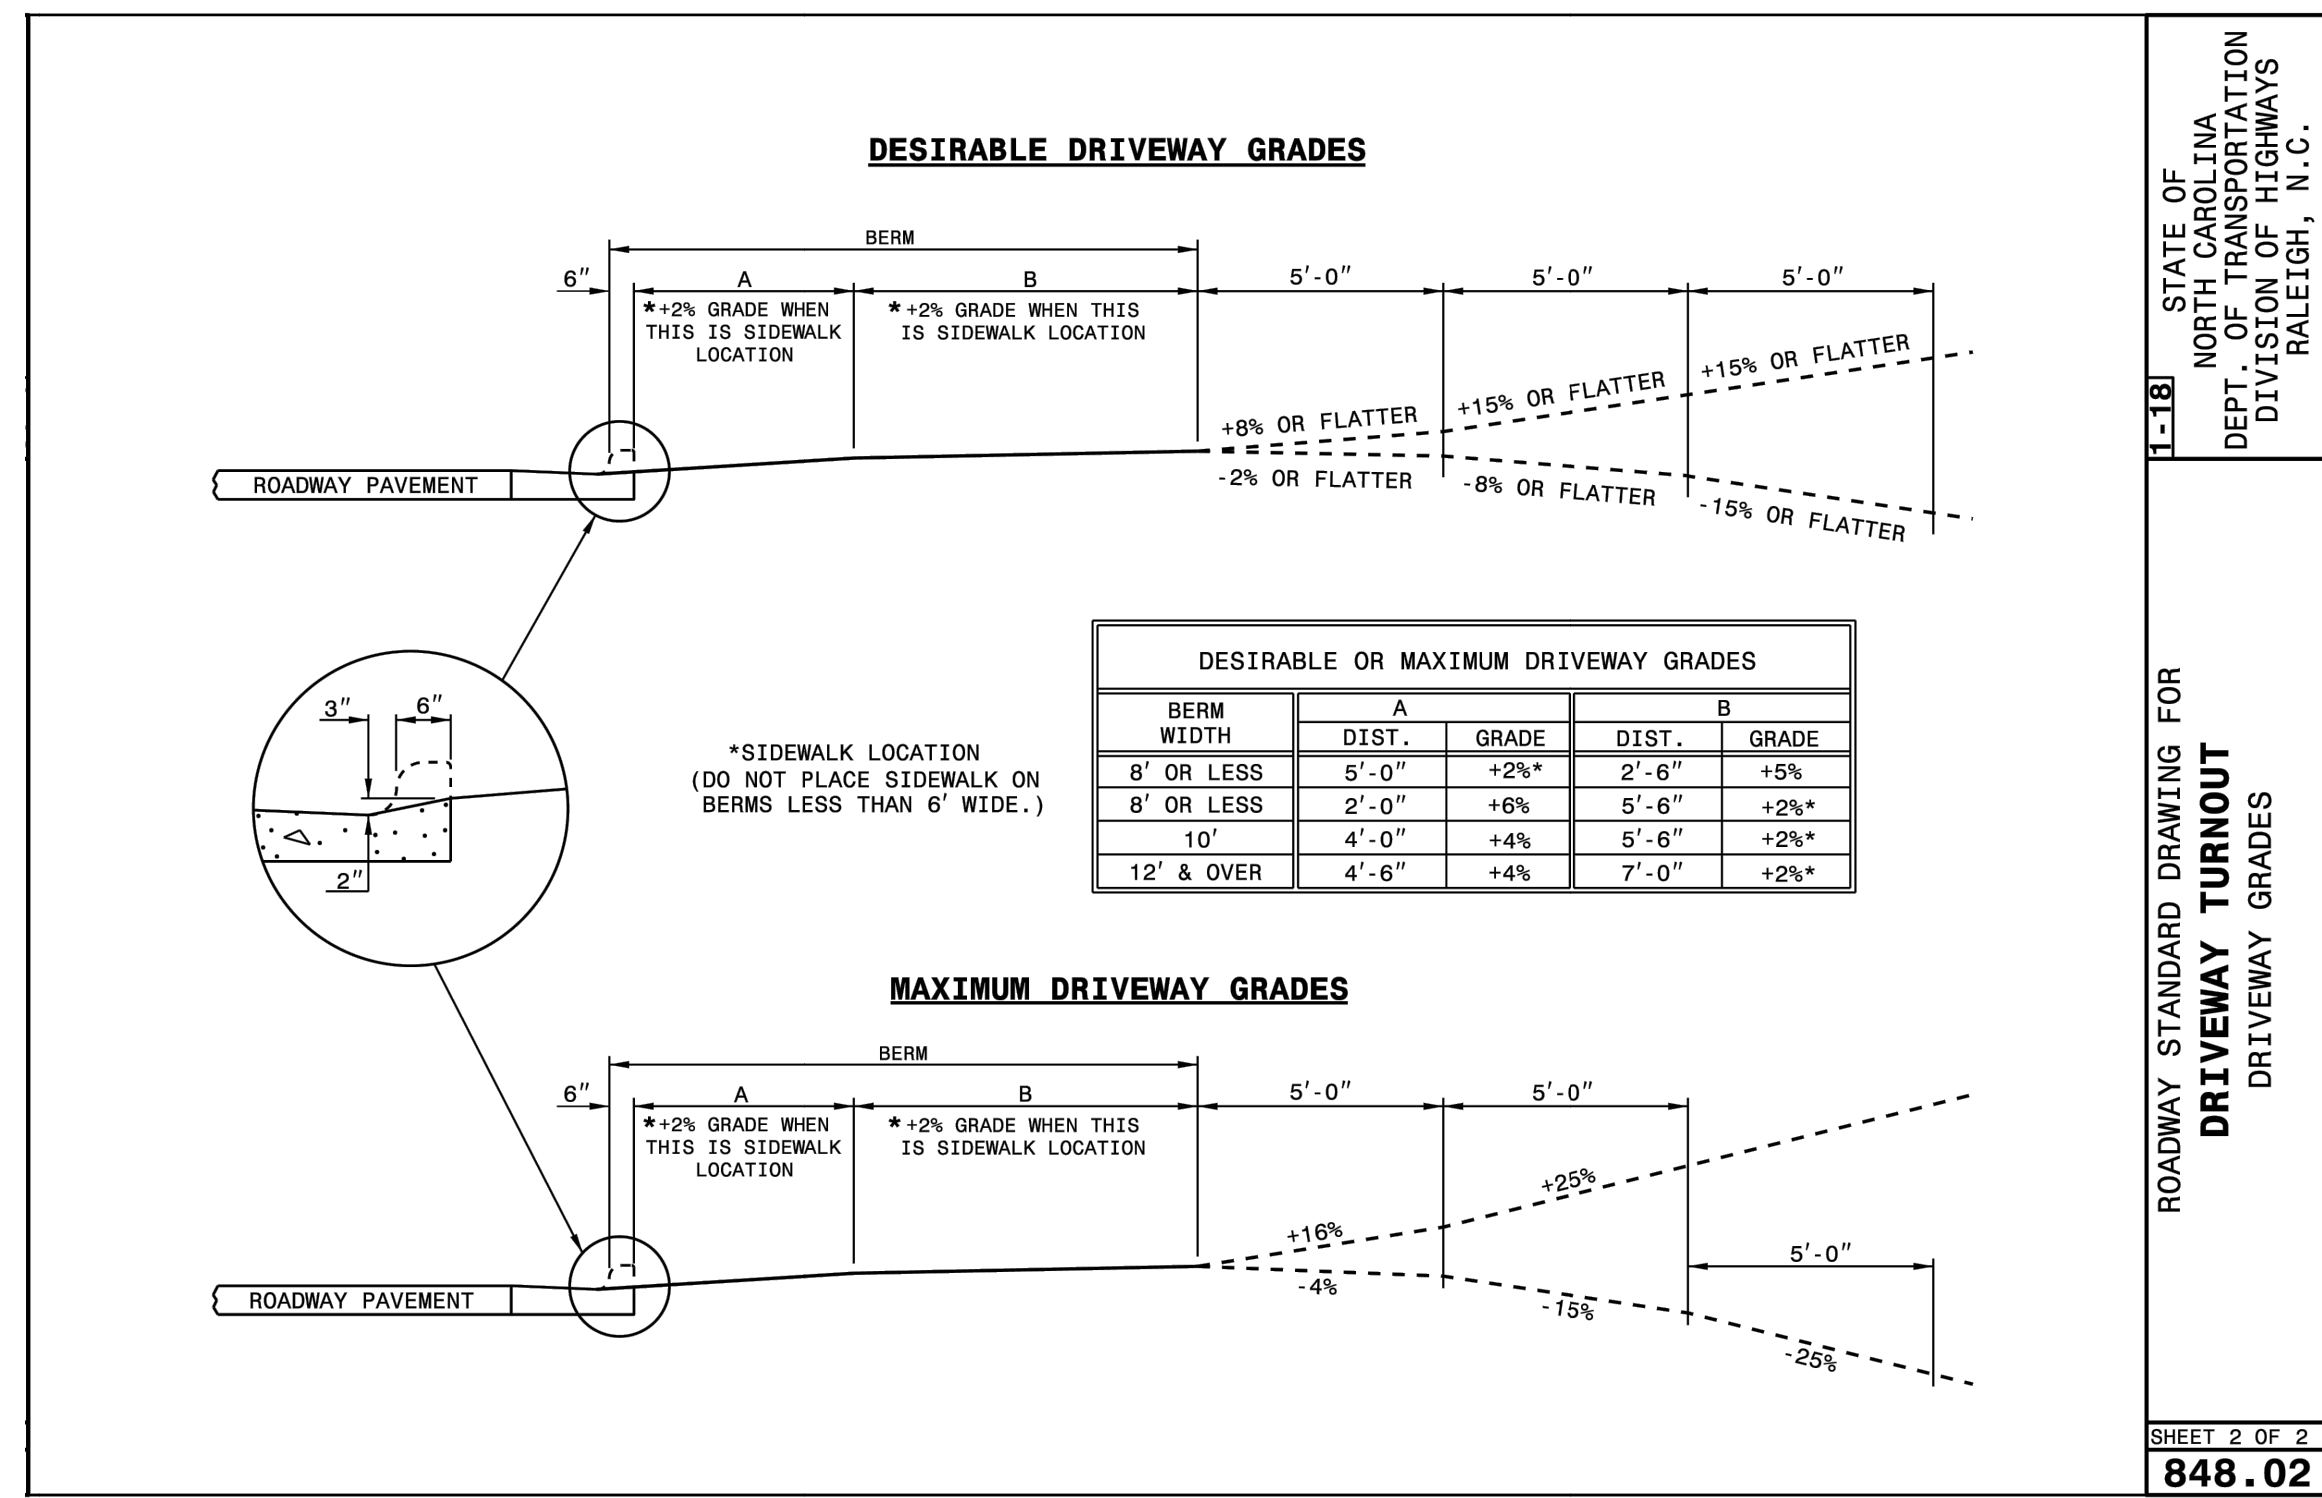 DESIRABLE DRIVEWAY GRADES
BERM
6" A B 5'-0" 5'-0" 5'-0"
*+2% GRADE WHEN
THIS IS SIDEWALK
LOCATION
*+2% GRADE WHEN THIS
IS SIDEWALK LOCATION
+8% OR FLATTER
+15% OR FLATTER
+15% OR FLATTER
-2% OR FLATTER
-8% OR FLATTER
-15% OR FLATTER
ROADWAY PAVEMENT
3" 6"
2"
*SIDEWALK LOCATION
(DO NOT PLACE SIDEWALK ON
BERMS LESS THAN 6' WIDE.)
DESIRABLE OR MAXIMUM DRIVEWAY GRADES
BERM
WIDTH
A B
DIST. GRADE DIST. GRADE
8' OR LESS 5'-0" +2%* 2'-6" +5%
8' OR LESS 2'-0" +6% 5'-6" +2%*
10' 4'-0" +4% 5'-6" +2%*
12' & OVER 4'-6" +4% 7'-0" +2%*
MAXIMUM DRIVEWAY GRADES
BERM
6" A B 5'-0" 5'-0"
*+2% GRADE WHEN
THIS IS SIDEWALK
LOCATION
*+2% GRADE WHEN THIS
IS SIDEWALK LOCATION
+16%
+25%
-4%
-15%
5'-0"
-25%
ROADWAY PAVEMENT
1-18
STATE OF
NORTH CAROLINA
DEPT. OF TRANSPORTATION
DIVISION OF HIGHWAYS
RALEIGH, N.C.
ROADWAY STANDARD DRAWING FOR
DRIVEWAY TURNOUT
DRIVEWAY GRADES
SHEET 2 OF 2
848.02